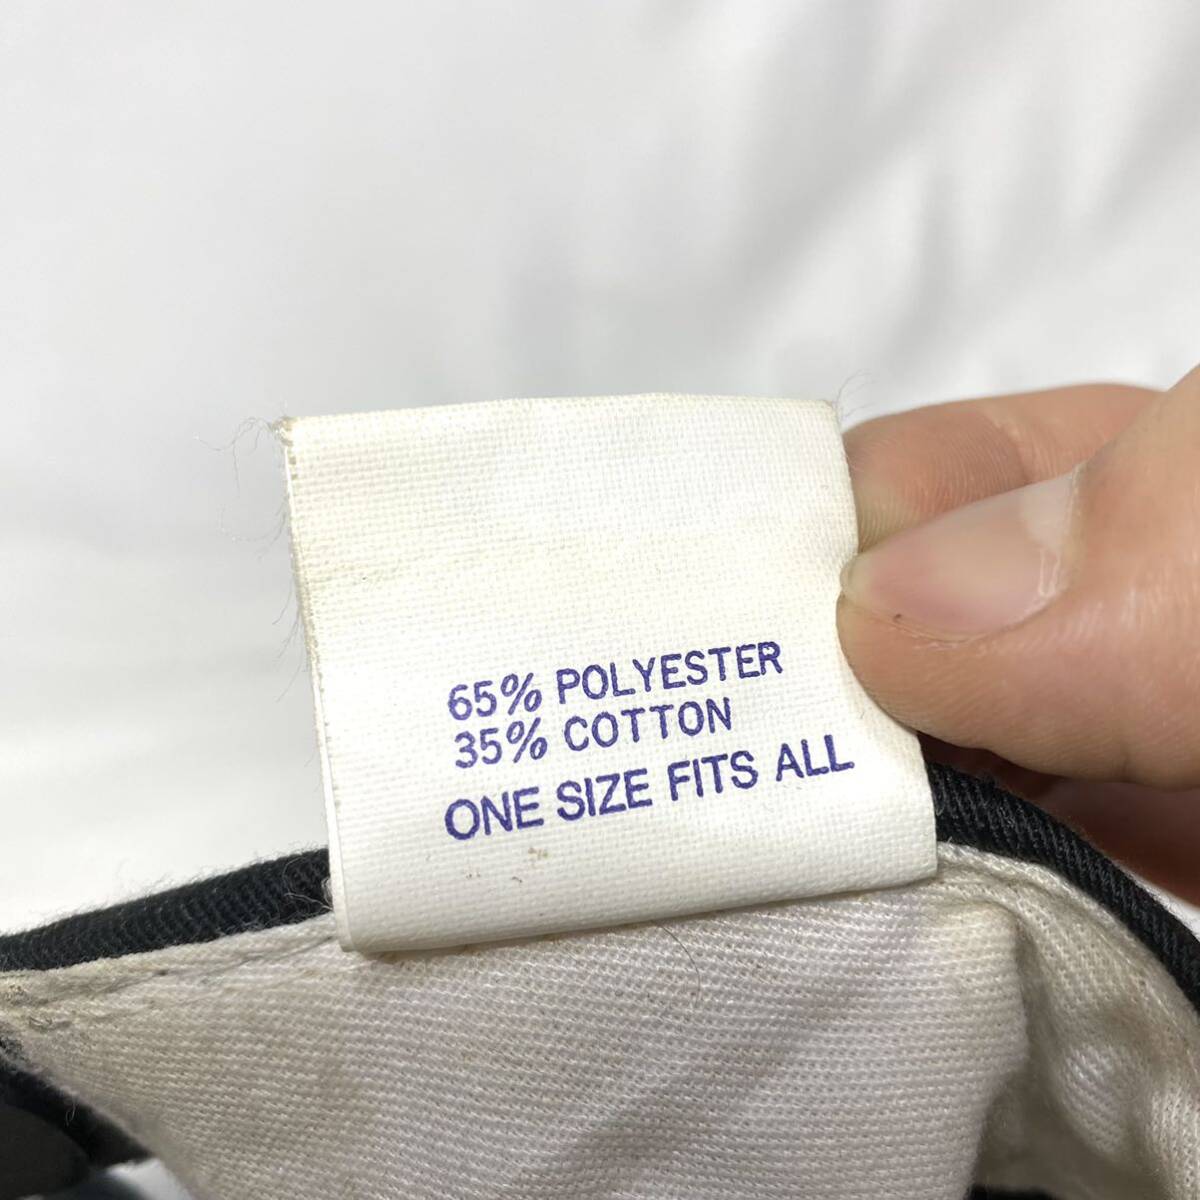 65% POLYESTER
35% COTTON
ONE SIZE FITS ALL